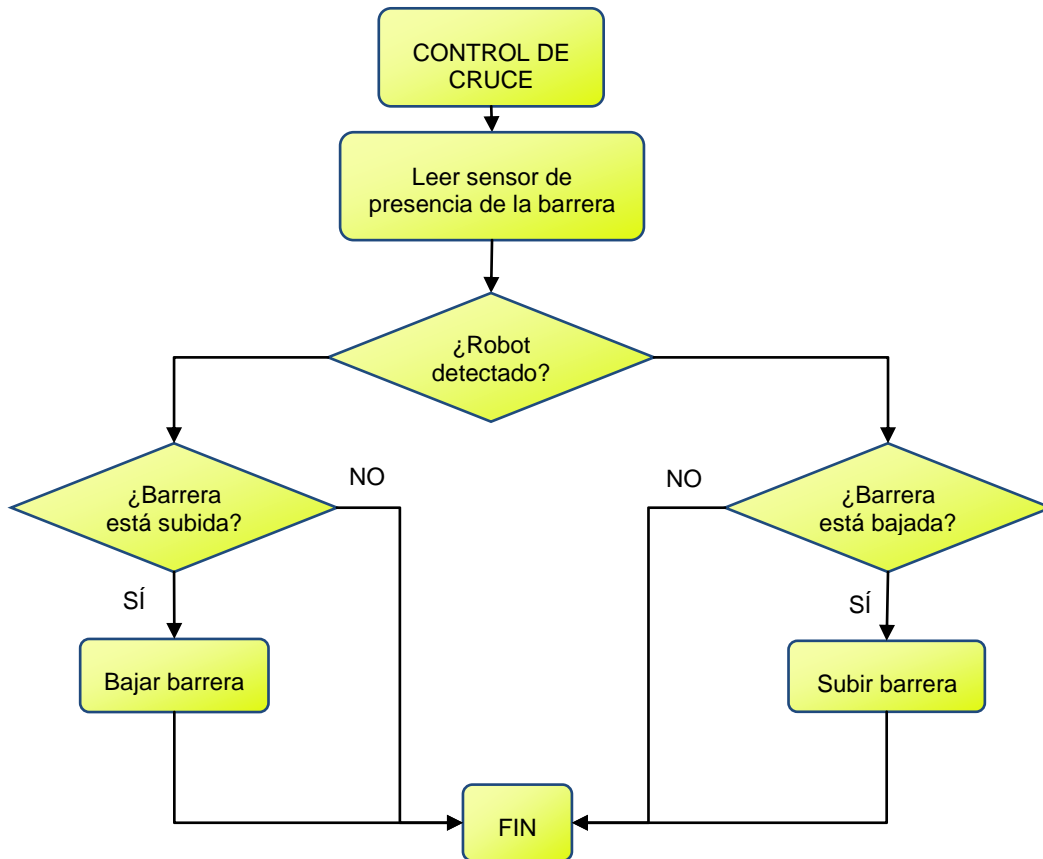 CONTROL DE
CRUCE
Leer sensor de
presencia de la barrera
¿Robot
detectado?
¿Barrera
está subida?
NO
SÍ
Bajar barrera
NO
¿Barrera
está bajada?
SÍ
Subir barrera
FIN